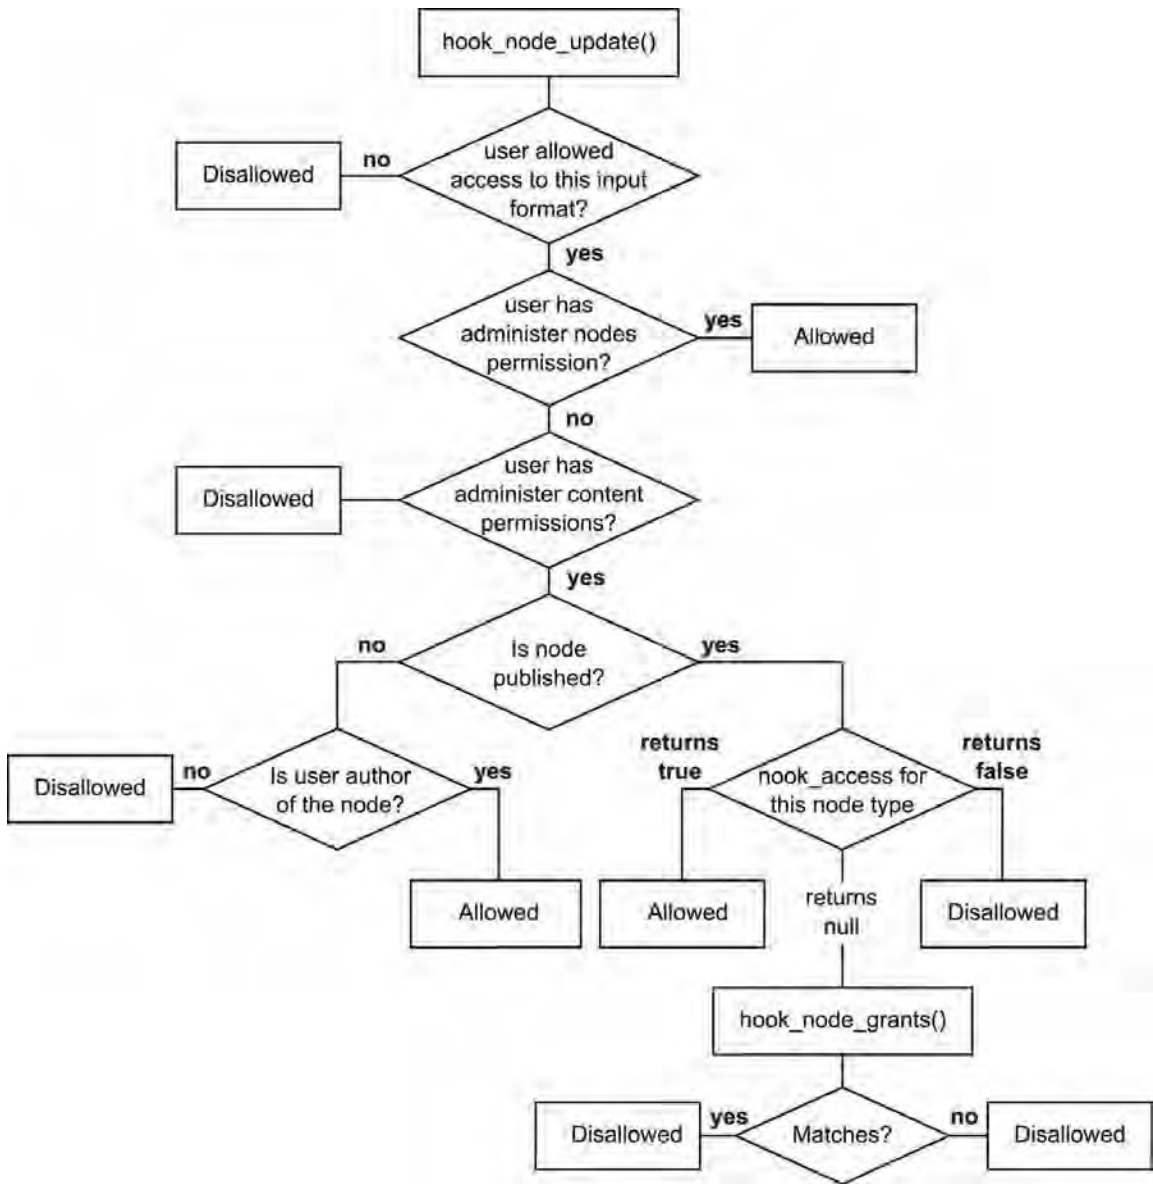 hook_node_update()
user allowed
access to this input
format?
no
Disallowed
yes
user has
administer nodes
permission?
yes
Allowed
no
user has
administer content
permissions?
Disallowed
yes
Is node
published?
no
yes
Is user author
of the node?
no
Disallowed
yes
Allowed
nook_access for
this node type
returns
true
Allowed
returns
false
Disallowed
returns
null
hook_node_grants()
Matches?
yes
Disallowed
no
Disallowed